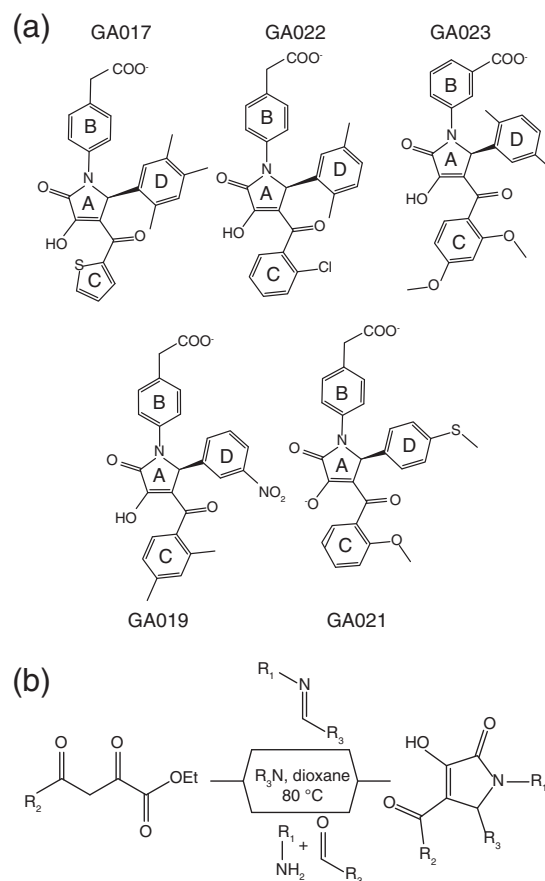 (a)
GA017 GA022 GA023
COO- COO- COO-
B B B
N N N
O A D O A D O A D
HO O HO O HO O
S C C Cl C O
O
COO- COO-
B B
N N
O A D O A D S
HO O NO2 O- O
C C O
GA019 GA021
(b)
R1 N
R3
O O O
OEt R3N, dioxane HO N R1
R2 O 80 °C O R3
R1 + O R2
NH2 R3